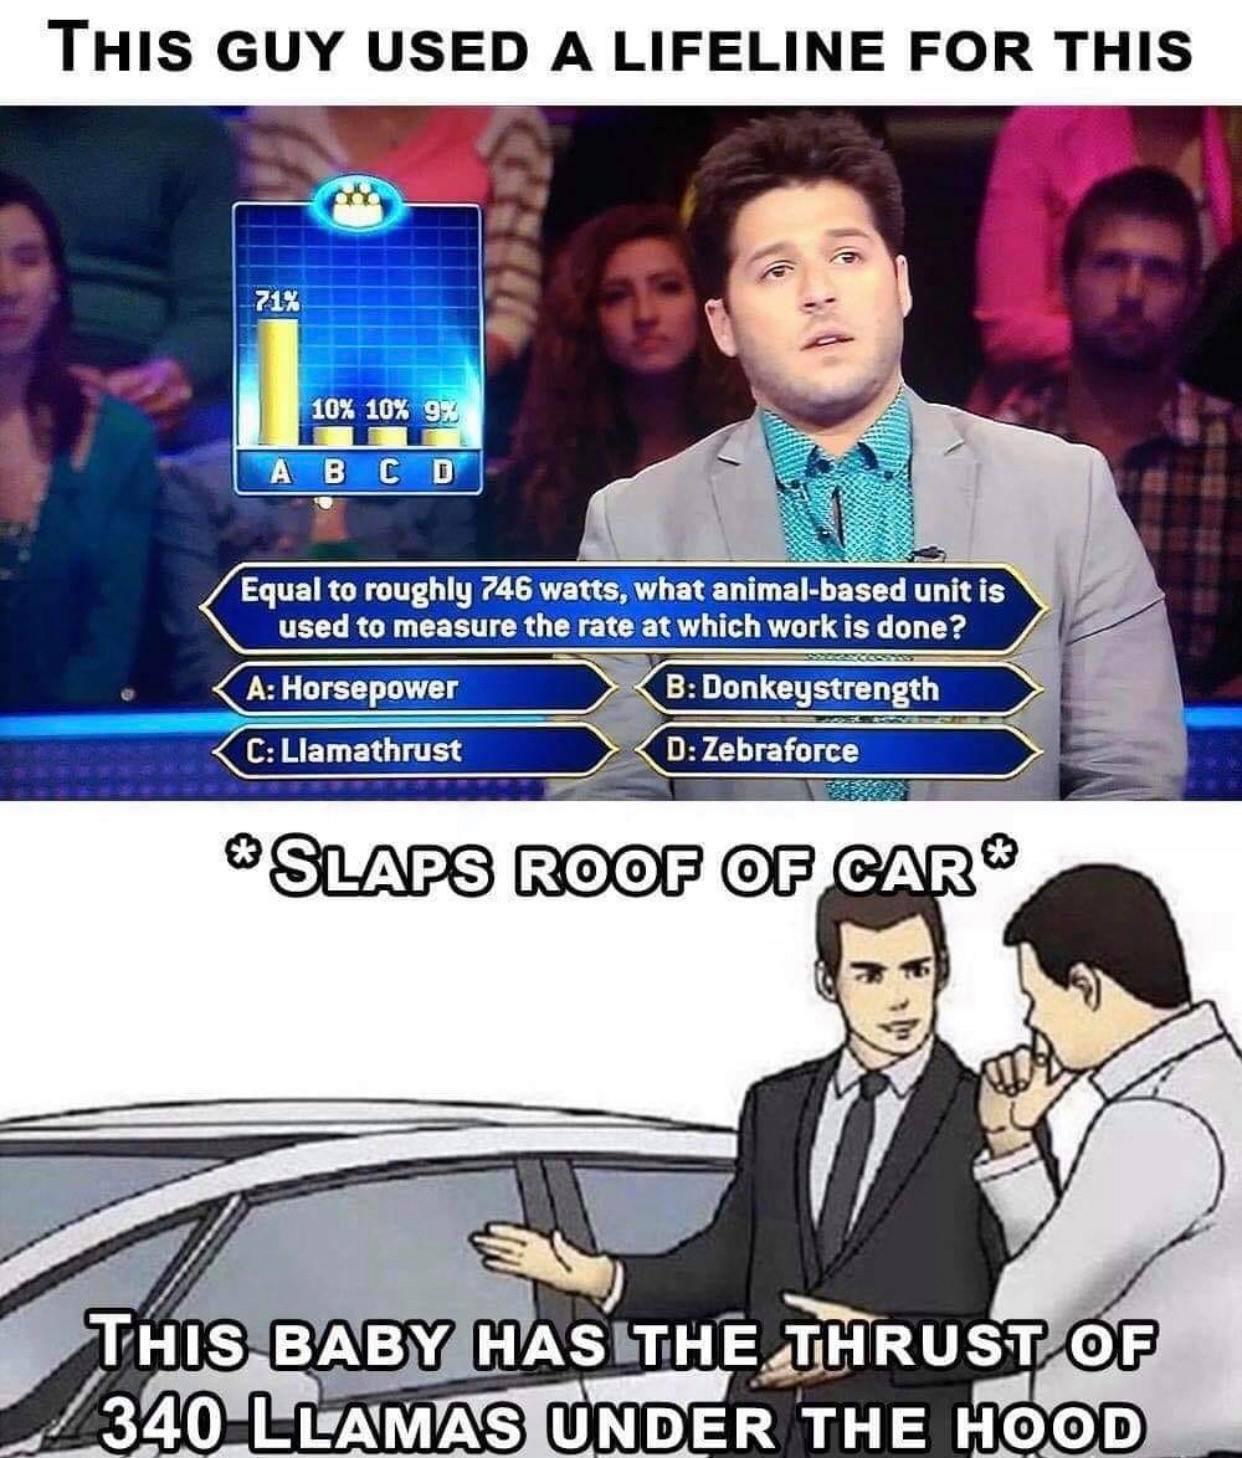 THIS GUY USED A LIFELINE FOR THIS
71%
10% 10% 9%
A B C D
Equal to roughly 746 watts, what animal-based unit is
used to measure the rate at which work is done?
A: Horsepower
B: Donkeystrength
C: Llamathrust
D: Zebraforce
*SLAPS ROOF OF CAR*
THIS BABY HAS THE THRUST OF
340 LLAMAS UNDER THE HOOD